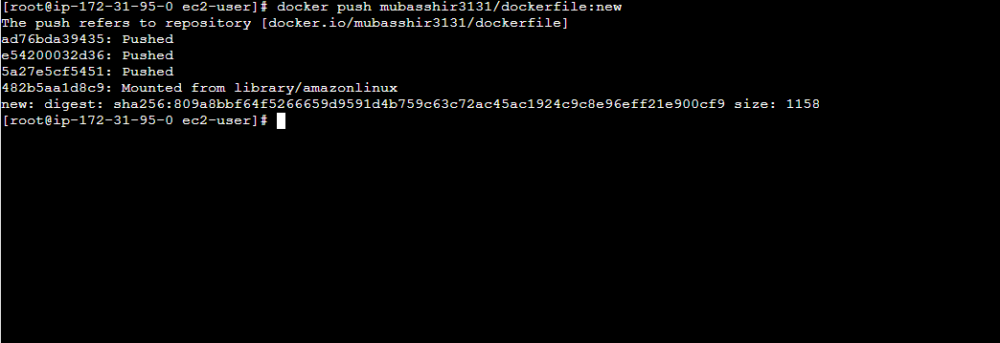 [root@ip-172-31-95-0 ec2-user]# docker push mubasshir3131/dockerfile:new
The push refers to repository [docker.io/mubasshir3131/dockerfile]
ad76bda39435: Pushed
e54200032d36: Pushed
5a27e5cf5451: Pushed
482b5aa1d8c9: Mounted from library/amazonlinux
new: digest: sha256:809a8bbf64f5266659d9591d4b759c63c72ac45ac1924c9c8e96eff21e900cf9 size: 1158
[root@ip-172-31-95-0 ec2-user]#